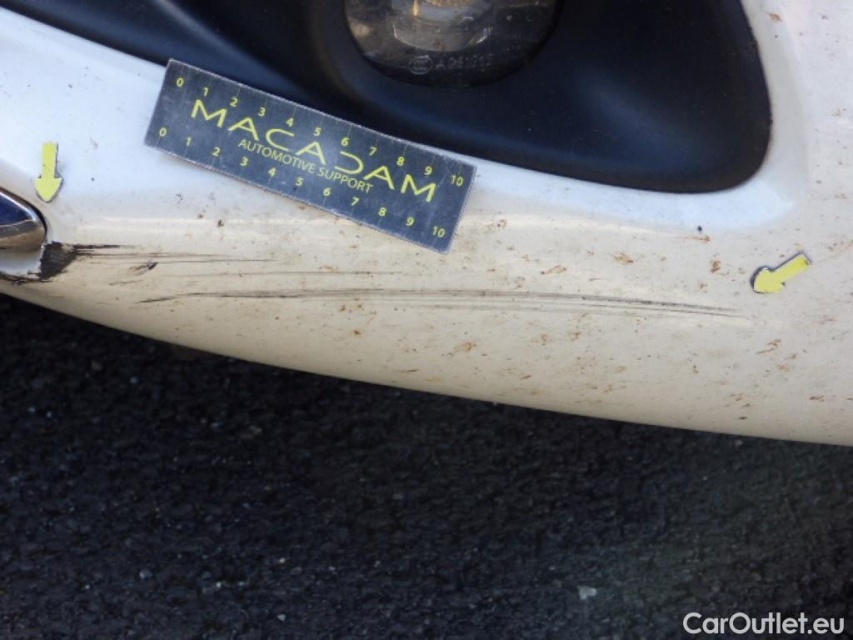 0 1 2 3 4 5 6 7 8 9 10
MACADAM
AUTOMOTIVE SUPPORT
0 1 2 3 4 5 6 7 8 9 10
CarOutlet.eu